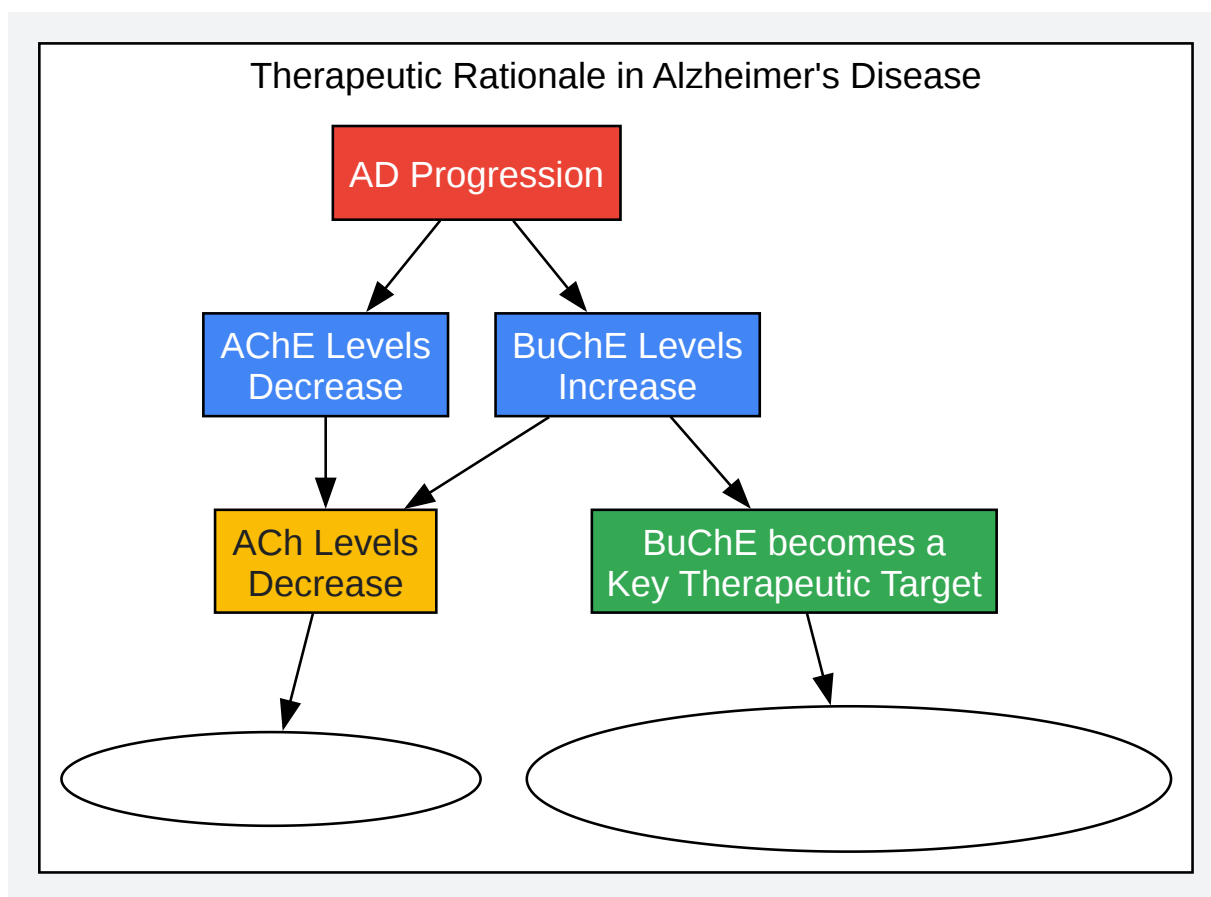 Therapeutic Rationale in Alzheimer's Disease
AD Progression
AChE Levels
Decrease
BuChE Levels
Increase
ACh Levels
Decrease
BuChE becomes a
Key Therapeutic Target